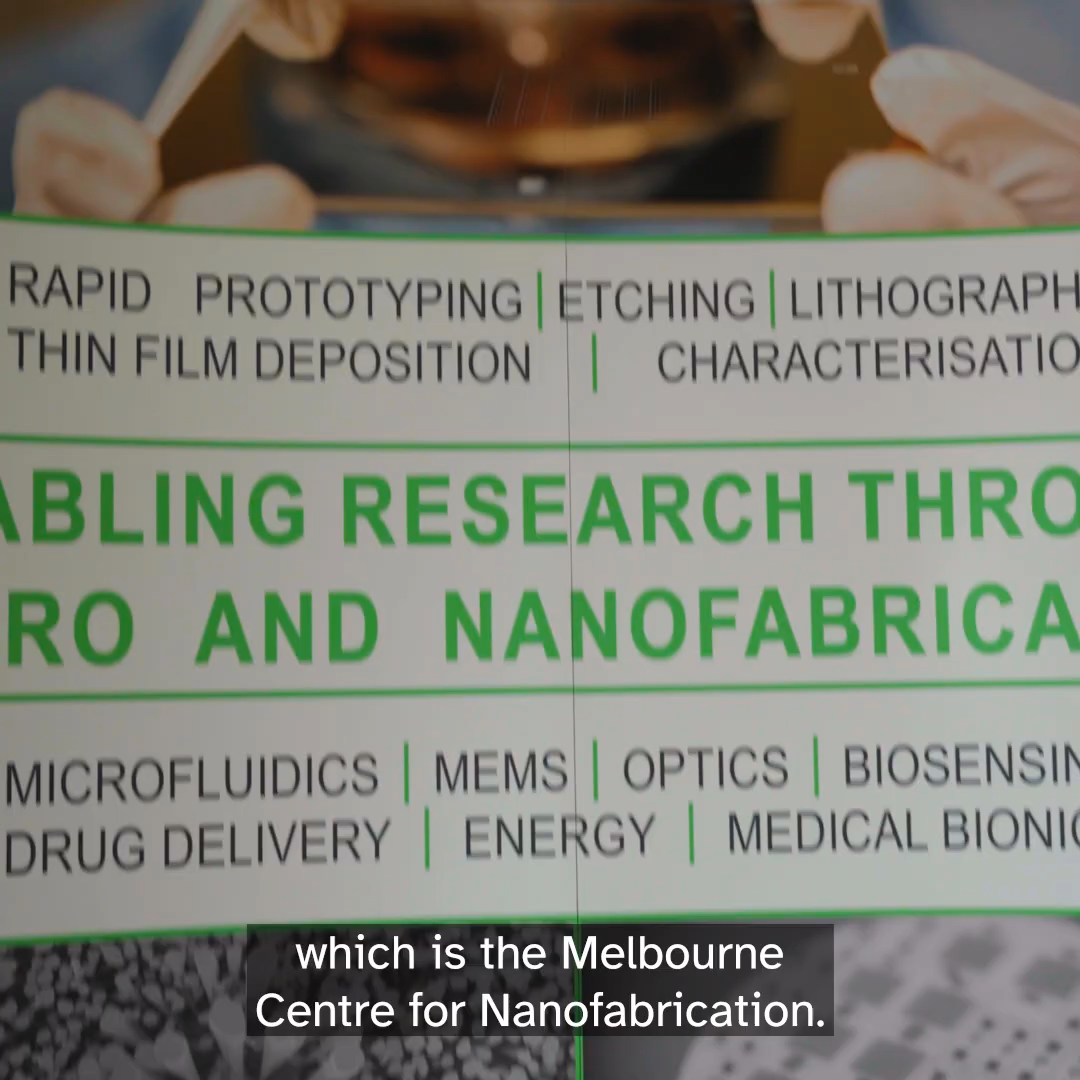 RAPID PROTOTYPING | ETCHING | LITHOGRAPH
THIN FILM DEPOSITION | CHARACTERISATIO
ABLING RESEARCH THRO
RO AND NANOFABRICA
MICROFLUIDICS | MEMS | OPTICS | BIOSENSIN
DRUG DELIVERY | ENERGY | MEDICAL BIONIC
which is the Melbourne
Centre for Nanofabrication.